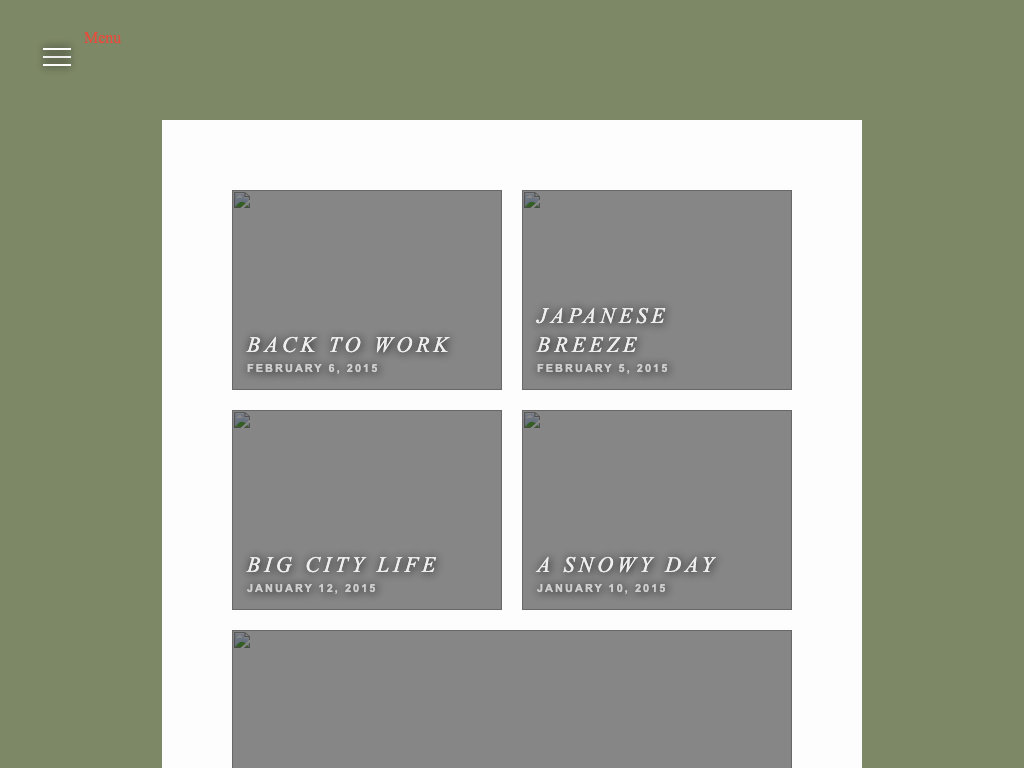 Menu
BACK TO WORK
FEBRUARY 6, 2015
JAPANESE
BREEZE
FEBRUARY 5, 2015
BIG CITY LIFE
JANUARY 12, 2015
A SNOWY DAY
JANUARY 10, 2015